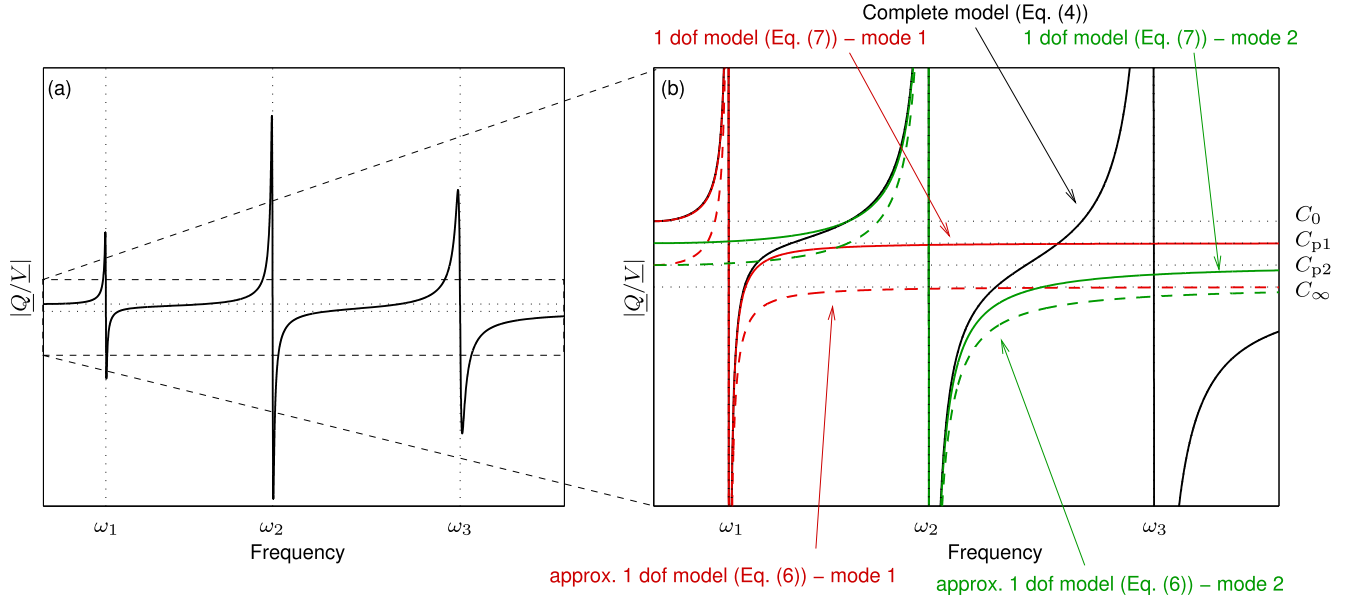 Complete model (Eq. (4))
1 dof model (Eq. (7)) – mode 1
1 dof model (Eq. (7)) – mode 2
(a)
(b)
|Q/V|
|Q/V|
C₀
Cp1
Cp2
C∞
ω₁
ω₂
ω₃
ω₁
ω₂
ω₃
Frequency
Frequency
approx. 1 dof model (Eq. (6)) – mode 1
approx. 1 dof model (Eq. (6)) – mode 2